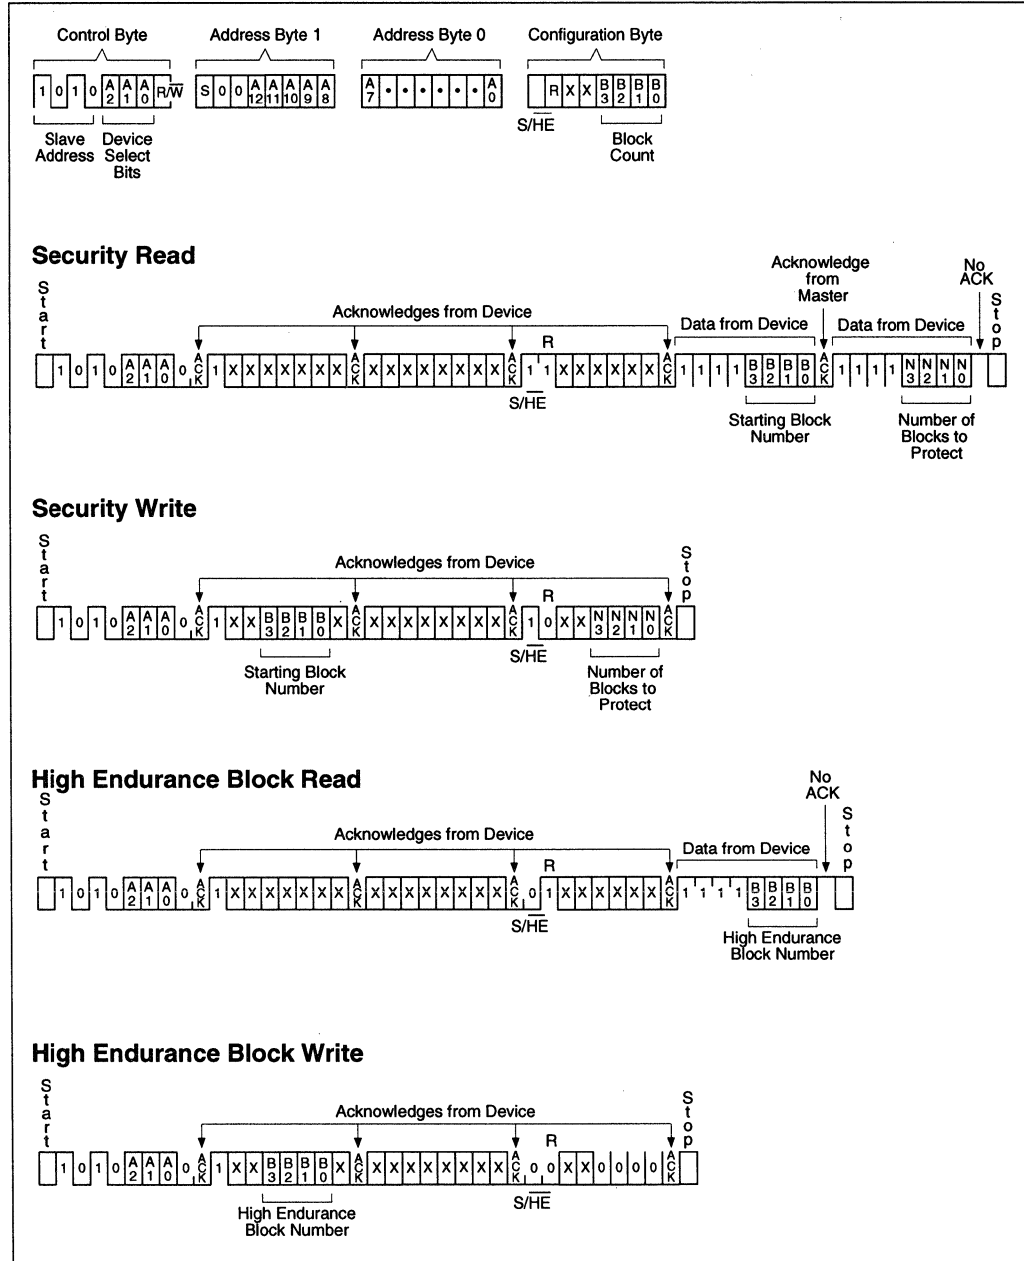 Control Byte Address Byte 1 Address Byte 0 Configuration Byte
1 0 1 0 A2 A1 A0 R/W S 0 0 A12 A11 A10 A9 A8 A7 • • • • • • A0 R X X B3 B2 B1 B0
S/HE
Slave Address Device Select Bits Block Count
Security Read
Start Acknowledges from Device R Data from Device Acknowledge from Master Data from Device No ACK Stop
1 0 1 0 A2 A1 A0 0 ACK 1 X X X X X X X ACK X X X X X X X X ACK 1 1 X X X X X X ACK 1 1 1 1 B3 B2 B1 B0 ACK 1 1 1 1 N3 N2 N1 N0
S/HE
Starting Block Number Number of Blocks to Protect
Security Write
Start Acknowledges from Device R Stop
1 0 1 0 A2 A1 A0 0 ACK 1 X X B3 B2 B1 B0 X ACK X X X X X X X X ACK 1 0 X X N3 N2 N1 N0 ACK
S/HE
Starting Block Number Number of Blocks to Protect
High Endurance Block Read
Start Acknowledges from Device R Data from Device No ACK Stop
1 0 1 0 A2 A1 A0 0 ACK 1 X X X X X X X ACK X X X X X X X X ACK 0 1 X X X X X X ACK 1 1 1 1 B3 B2 B1 B0
S/HE
High Endurance Block Number
High Endurance Block Write
Start Acknowledges from Device R Stop
1 0 1 0 A2 A1 A0 0 ACK 1 X X B3 B2 B1 B0 X ACK X X X X X X X X ACK 0 0 X X 0 0 0 0 ACK
S/HE
High Endurance Block Number